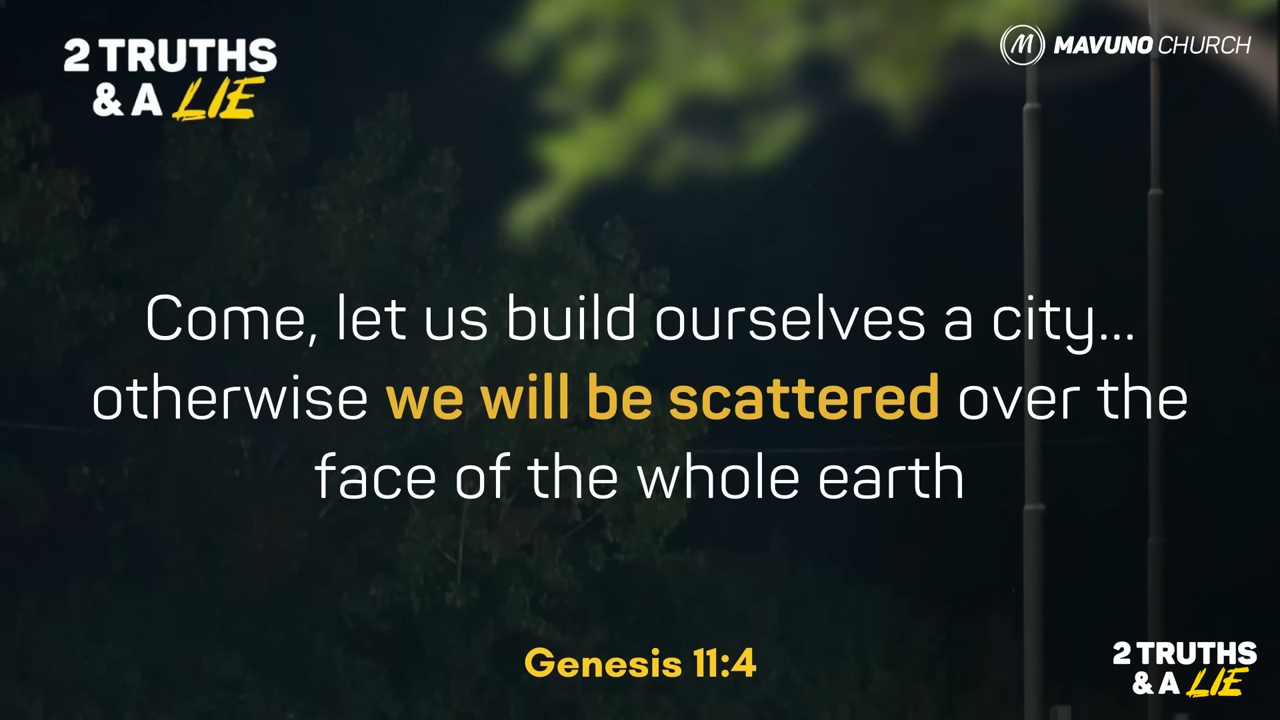 2 TRUTHS
& A LIE
MAVUNO CHURCH
Come, let us build ourselves a city...
otherwise we will be scattered over the
face of the whole earth
Genesis 11:4
2 TRUTHS
& A LIE